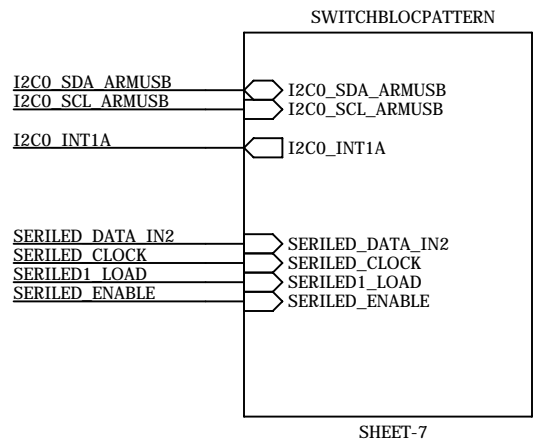 SWITCHBLOCPATTERN
I2C0_SDA_ARMUSB
I2C0_SDA_ARMUSB
I2C0_SCL_ARMUSB
I2C0_SCL_ARMUSB
I2C0_INT1A
I2C0_INT1A
SERILED_DATA_IN2
SERILED_DATA_IN2
SERILED_CLOCK
SERILED_CLOCK
SERILED1_LOAD
SERILED1_LOAD
SERILED_ENABLE
SERILED_ENABLE
SHEET-7